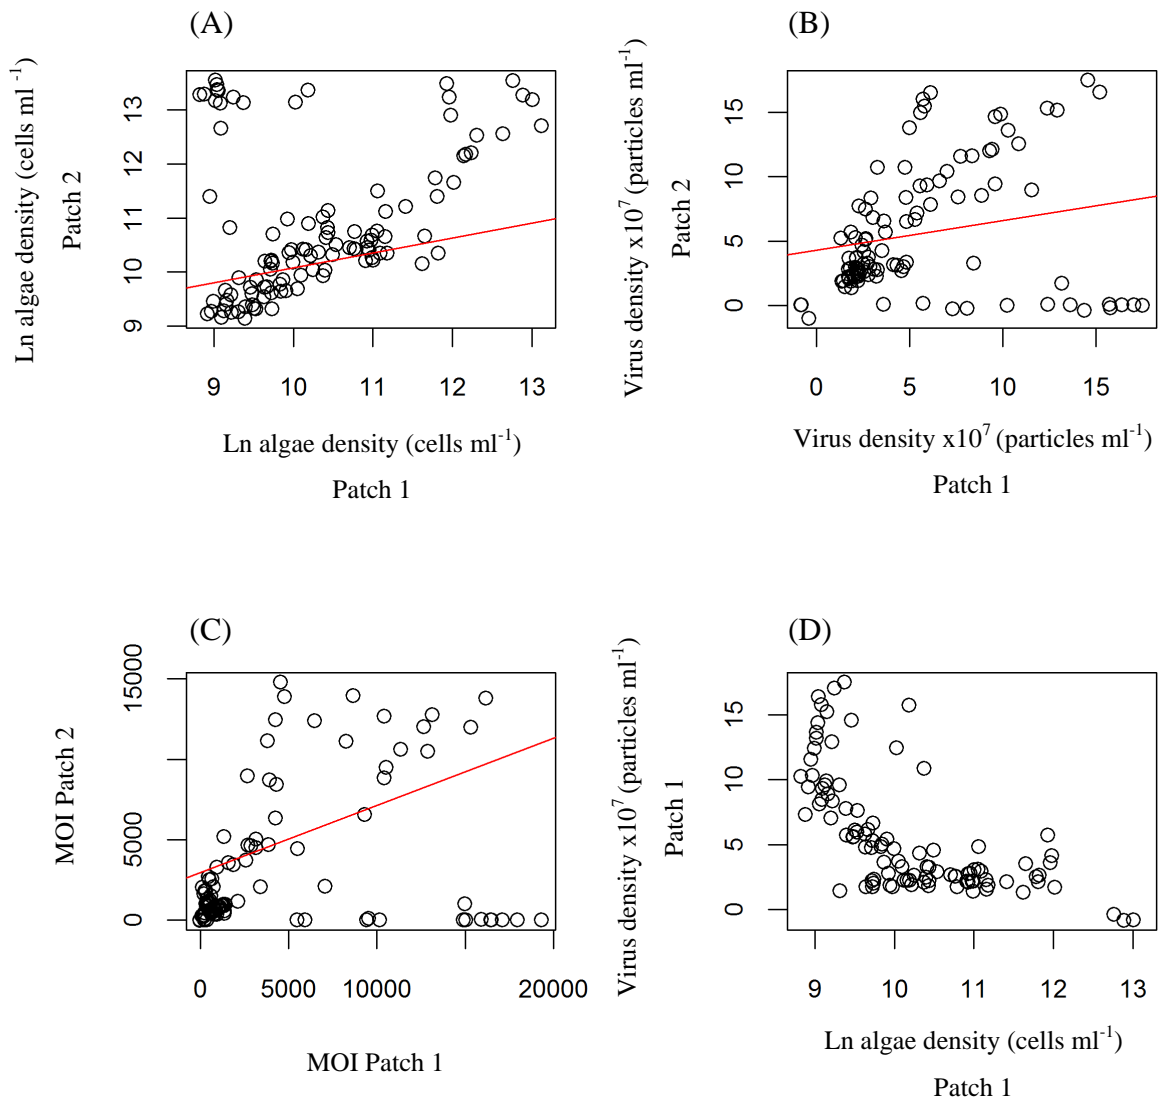 (A)
Ln algae density (cells ml -1)
Patch 2
13
12
11
10
9
9 10 11 12 13
Ln algae density (cells ml-1)
Patch 1
(B)
Virus density x107 (particles ml-1)
Patch 2
15
10
5
0
0 5 10 15
Virus density x107 (particles ml-1)
Patch 1
(C)
MOI Patch 2
15000
5000
0
0 5000 10000 20000
MOI Patch 1
(D)
Virus density x107 (particles ml-1)
Patch 1
15
10
5
0
9 10 11 12 13
Ln algae density (cells ml-1)
Patch 1